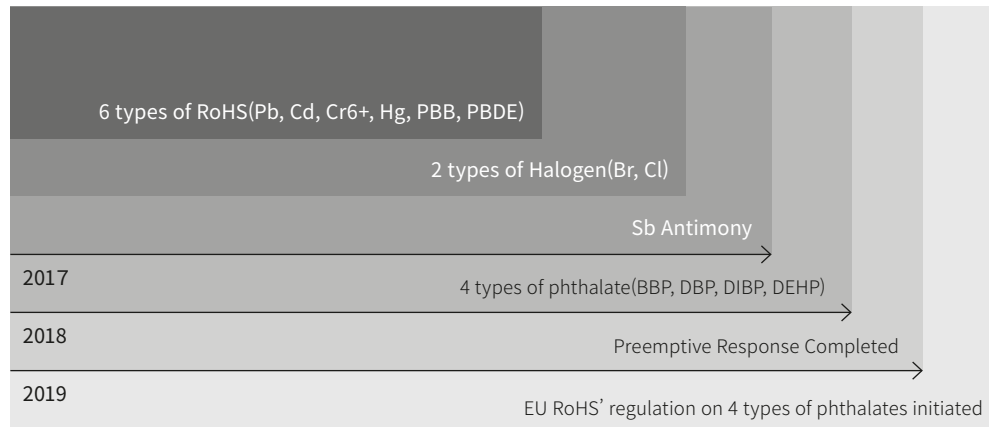 6 types of RoHS(Pb, Cd, Cr6+, Hg, PBB, PBDE)
2 types of Halogen(Br, Cl)
Sb Antimony
2017
4 types of phthalate(BBP, DBP, DIBP, DEHP)
2018
Preemptive Response Completed
2019
EU RoHS’ regulation on 4 types of phthalates initiated